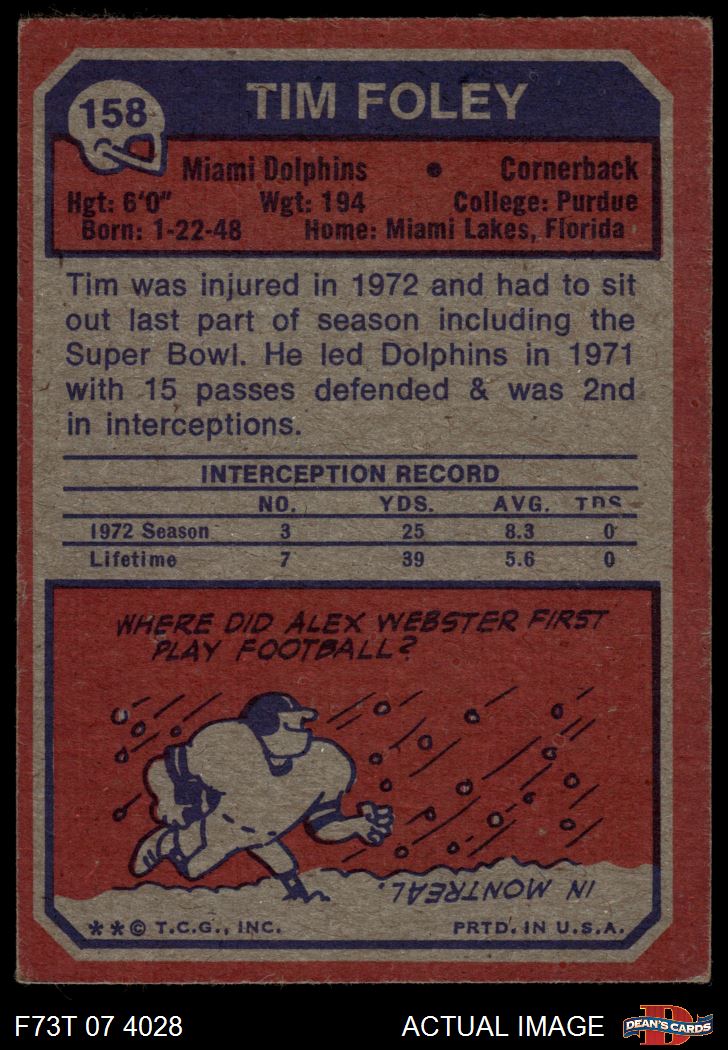 158
TIM FOLEY
Miami Dolphins • Cornerback
Hgt: 6'0" Wgt: 194 College: Purdue
Born: 1-22-48 Home: Miami Lakes, Florida
Tim was injured in 1972 and had to sit
out last part of season including the
Super Bowl. He led Dolphins in 1971
with 15 passes defended & was 2nd
in interceptions.
INTERCEPTION RECORD
NO. YDS. AVG. TDS
1972 Season 3 25 8.3 0
Lifetime 7 39 5.6 0
WHERE DID ALEX WEBSTER FIRST
PLAY FOOTBALL?
IN MONTREAL.
**© T.C.G., INC. PRTD. IN U.S.A.
F73T 07 4028 ACTUAL IMAGE
D
DEAN'S CARDS